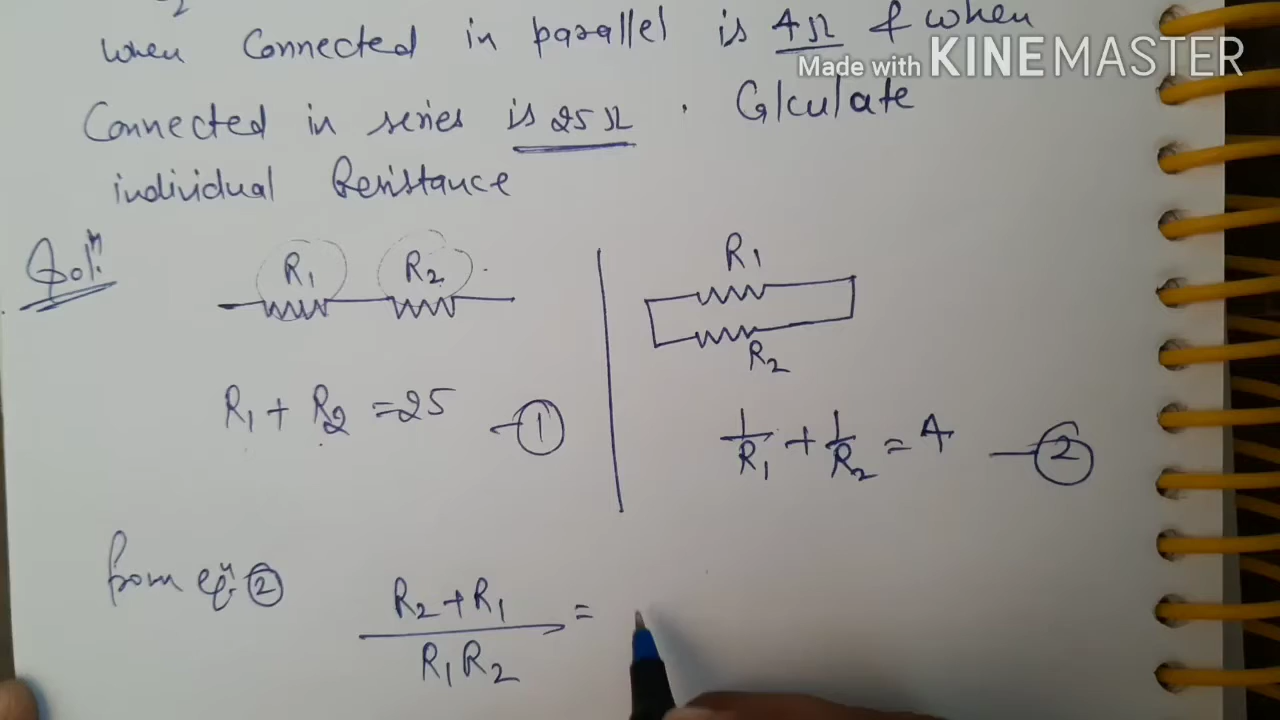 when Connected in parallel is 4Ω & when
Made with KINEMASTER
Connected in series is 25Ω . Calculate
individual Resistance
Solⁿ:
R₁ R₂
R₁ + R₂ = 25 —①
R₁
R₂
1/R₁ + 1/R₂ = 4 —②
from eqⁿ ②
R₂ + R₁ =
R₁ R₂